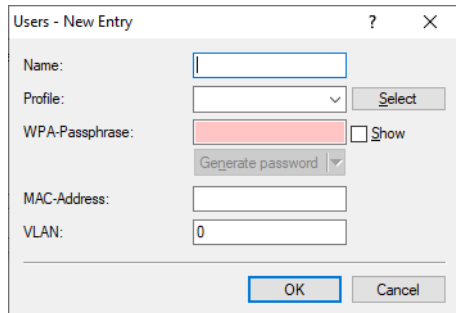 Users - New Entry ?
Name:
Profile: Select
WPA-Passphrase: Show
Generate password
MAC-Address:
VLAN: 0
OK Cancel